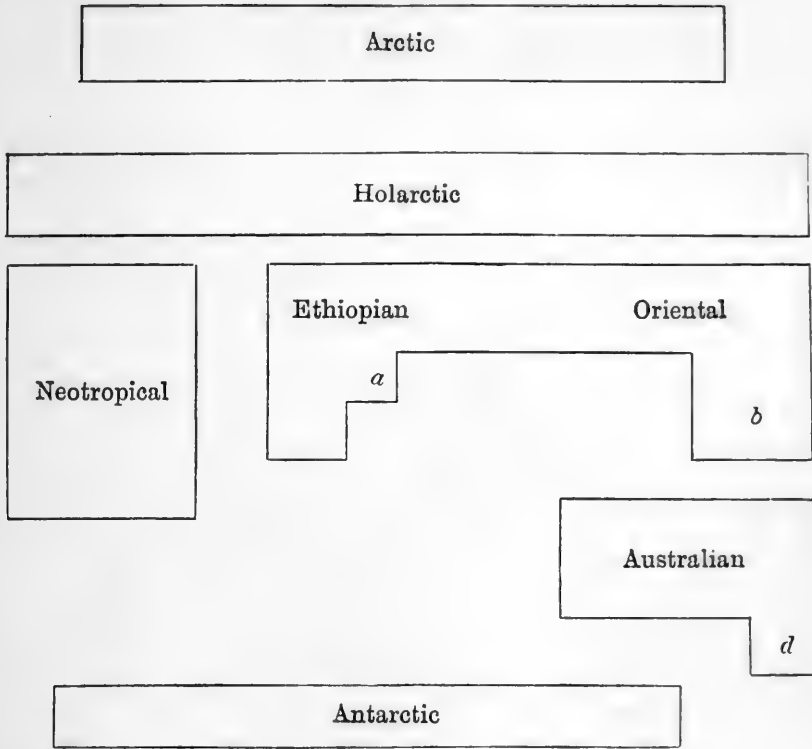 Arctic
Holarctic
Ethiopian Oriental
a
Neotropical
b
Australian
d
Antarctic